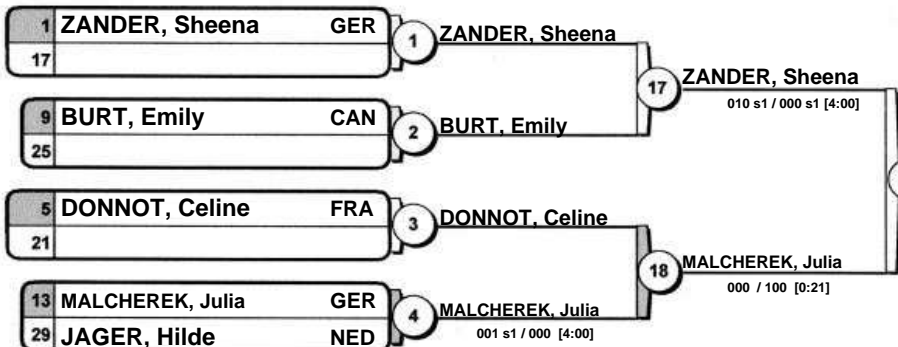 1 ZANDER, Sheena GER
17
1 ZANDER, Sheena
9 BURT, Emily CAN
25
2 BURT, Emily
17 ZANDER, Sheena
010 s1 / 000 s1 [4:00]
5 DONNOT, Celine FRA
21
3 DONNOT, Celine
13 MALCHEREK, Julia GER
29 JAGER, Hilde NED
4 MALCHEREK, Julia
001 s1 / 000 [4:00]
18 MALCHEREK, Julia
000 / 100 [0:21]